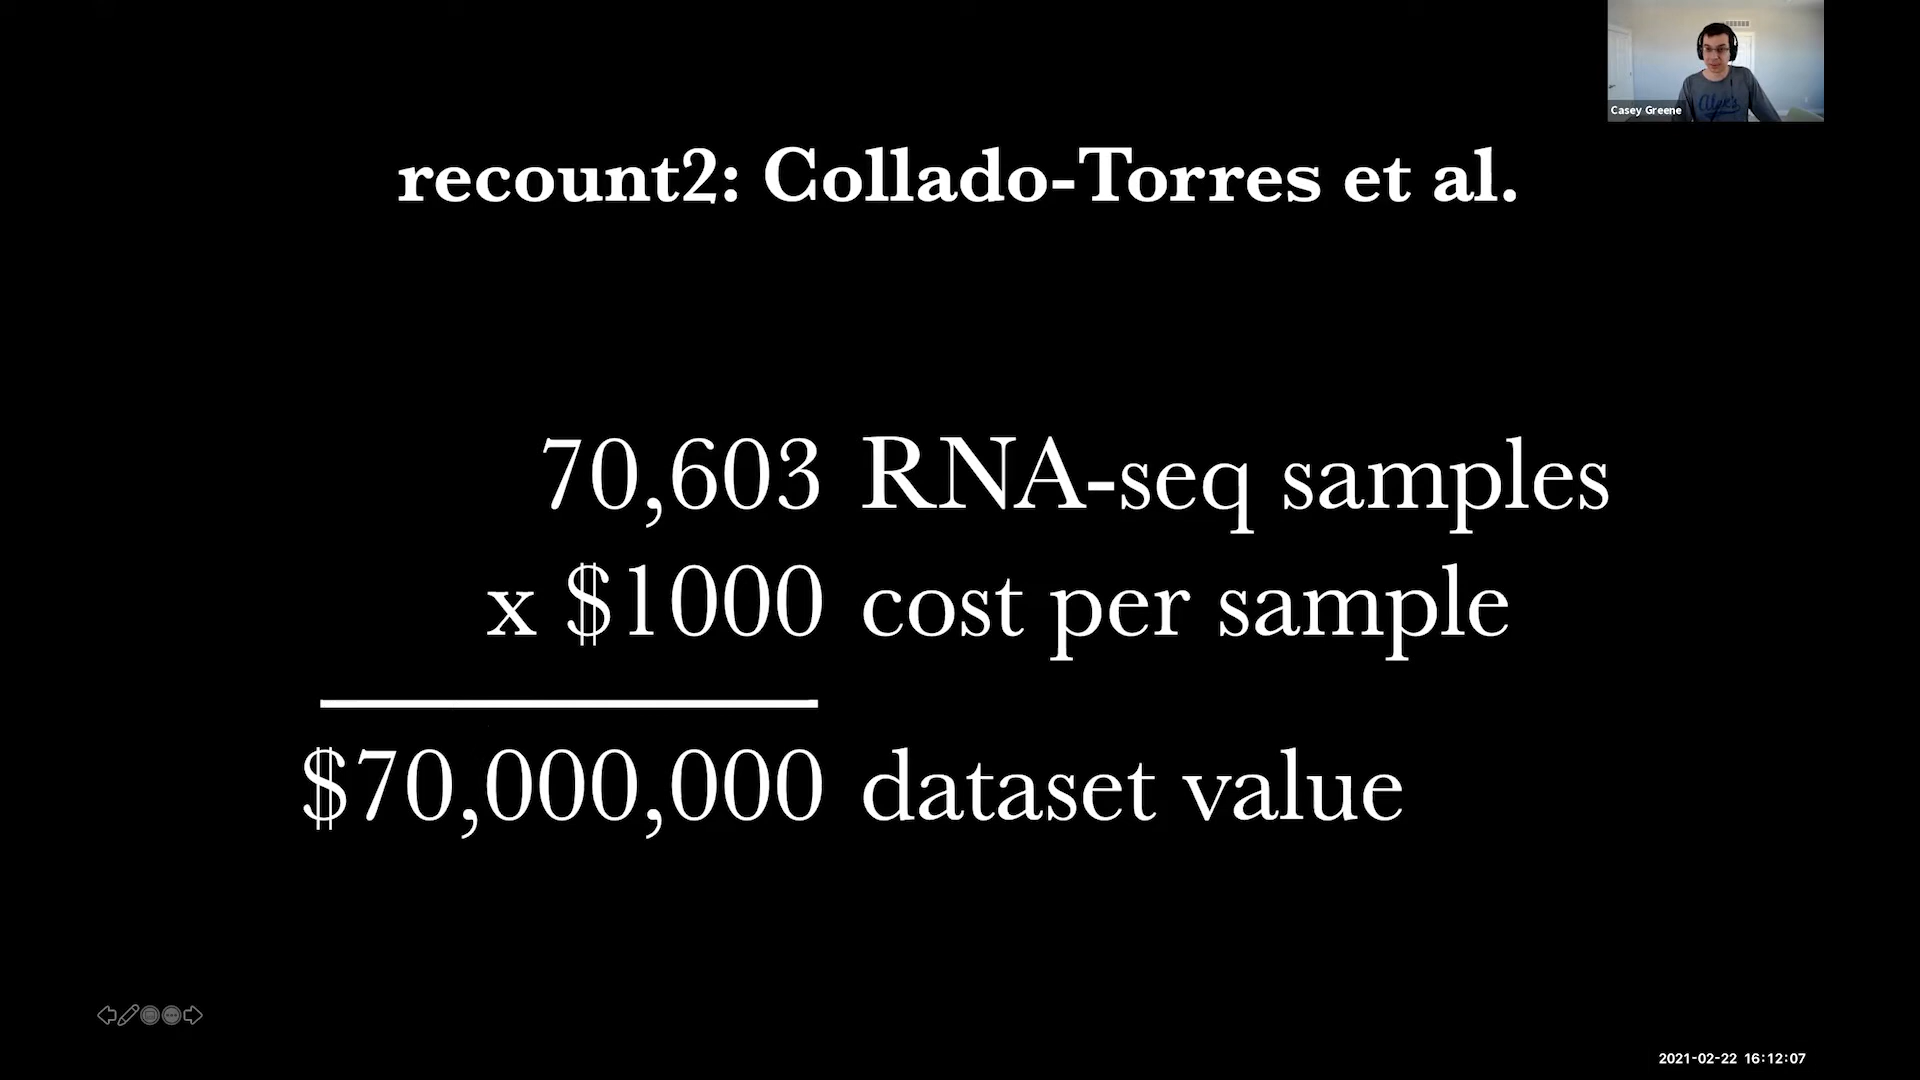 Casey Greene
recount2: Collado-Torres et al.
70,603 RNA-seq samples
x $1000 cost per sample
$70,000,000 dataset value
2021-02-22 16:12:07